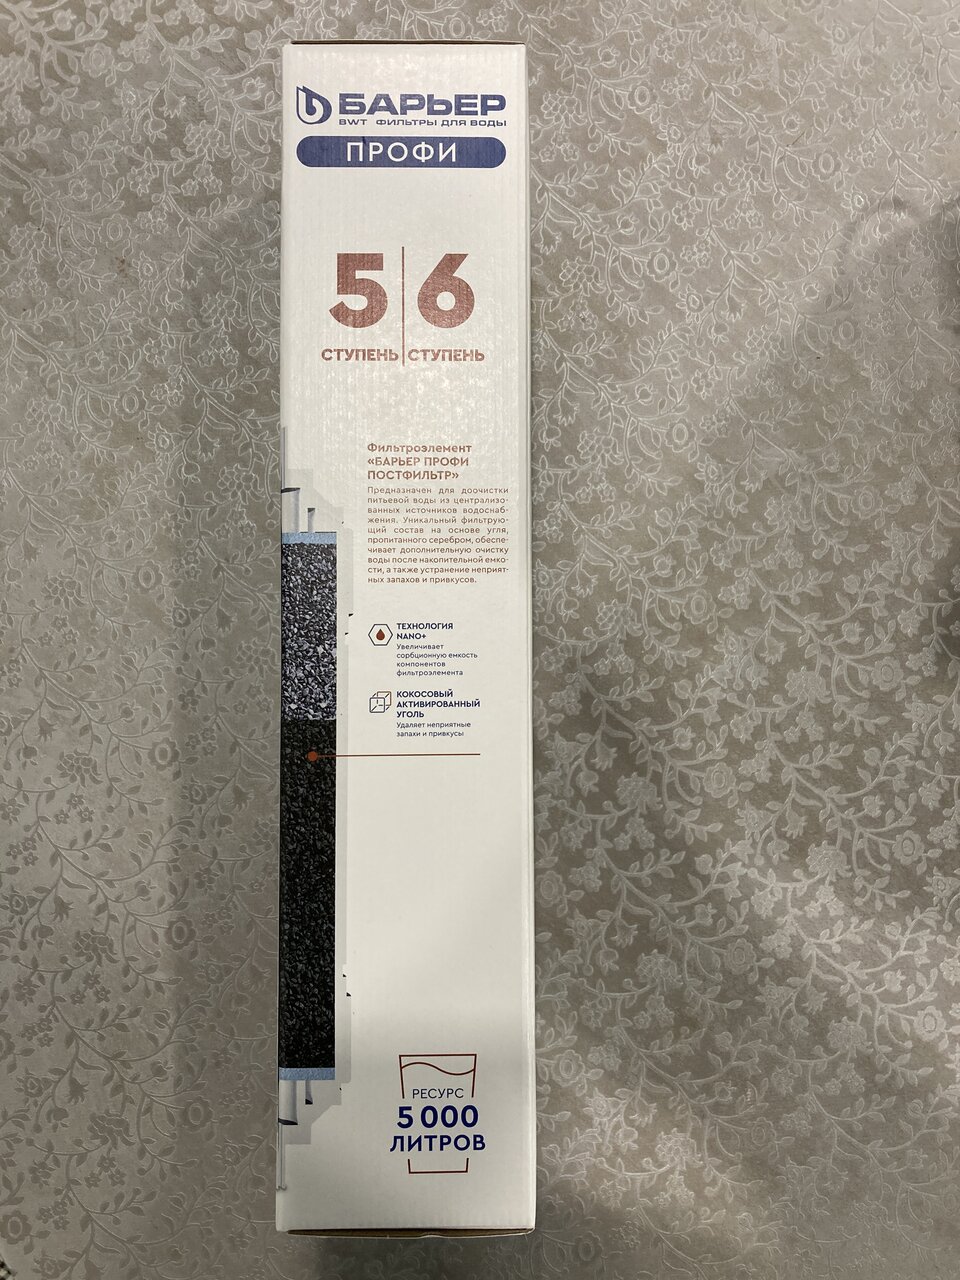 БАРЬЕР
BWT ФИЛЬТРЫ ДЛЯ ВОДЫ
ПРОФИ
5 6
СТУПЕНЬ СТУПЕНЬ
Фильтроэлемент
«БАРЬЕР ПРОФИ
ПОСТФИЛЬТР»
Предназначен для доочистки
питьевой воды из централизо-
ванных источников водоснаб-
жения. Уникальный фильтрую-
щий состав на основе угля,
пропитанного серебром, обеспе-
чивает дополнительную очистку
воды после накопительной емко-
сти, а также устранение неприят-
ных запахов и привкусов.
ТЕХНОЛОГИЯ
NANO+
Увеличивает
сорбционную емкость
компонентов
фильтроэлемента
КОКОСОВЫЙ
АКТИВИРОВАННЫЙ
УГОЛЬ
Удаляет неприятные
запахи и привкусы
РЕСУРС
5 000
ЛИТРОВ